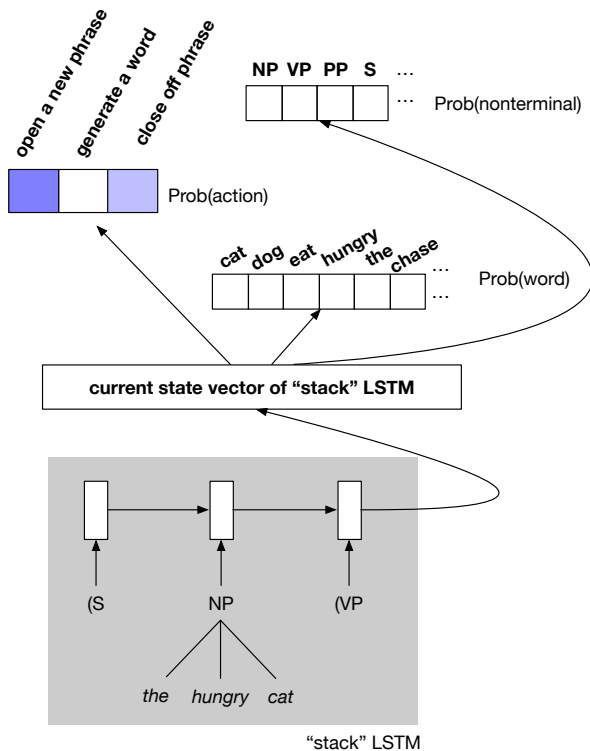 open a new phrase
generate a word
close off phrase
Prob(action)
NP VP PP S ...
...
Prob(nonterminal)
cat dog eat hungry the chase ...
...
Prob(word)
current state vector of “stack” LSTM
(S NP (VP
the hungry cat
“stack” LSTM